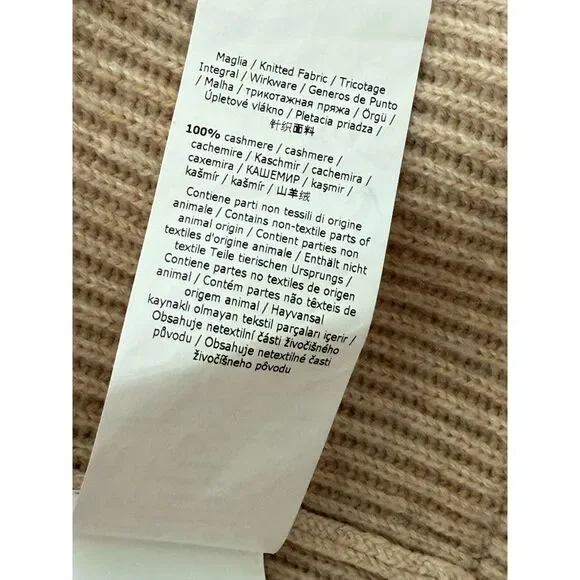 Maglia / Knitted Fabric / Tricotage
Integral / Wirkware / Generos de Punto
/ Malha / трикотажная пряжа / Örgü /
Úpletové vlákno / Pletacia priadza /
针织面料
100% cashmere / cashmere /
cachemire / Kaschmir / cachemira /
caxemira / КАШЕМИР / kaşmir /
kašmír / kašmír / 山羊绒
Contiene parti non tessili di origine
animale / Contains non-textile parts of
animal origin / Contient parties non
textiles d'origine animale / Enthält nicht
textile Teile tierischen Ursprungs /
Contiene partes no textiles de origen
animal / Contém partes não têxteis de
origem animal / Hayvansal
kaynaklı olmayan tekstil parçaları içerir /
Obsahuje netextilní části živočišného
původu / Obsahuje netextilné časti
živočíšneho pôvodu